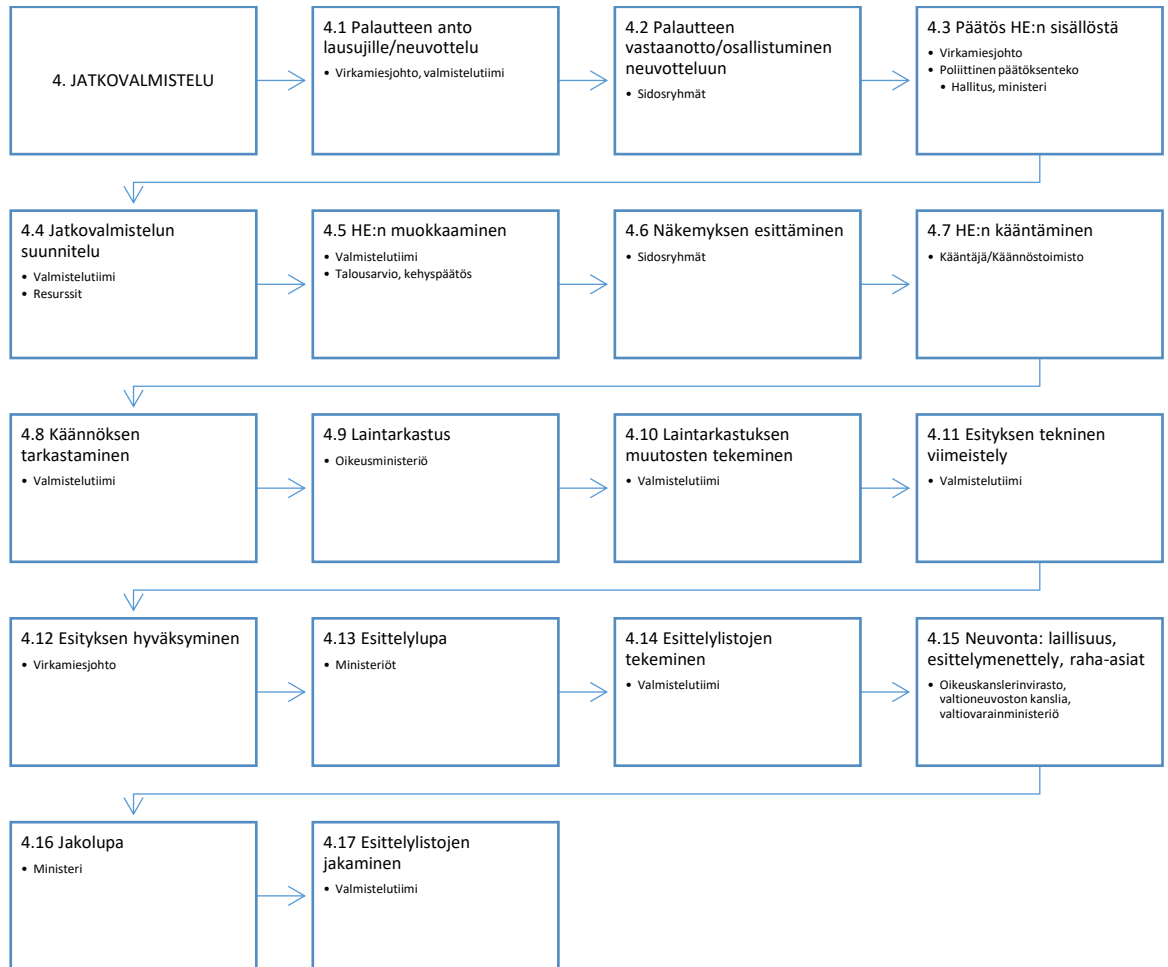 4. JATKOVALMISTELU
4.1 Palautteen anto
lausujille/neuvottelu
• Virkamiesjohto, valmistelutiimi
4.2 Palautteen
vastaanotto/osallistuminen
neuvotteluun
• Sidosryhmät
4.3 Päätös HE:n sisällöstä
• Virkamiesjohto
• Poliittinen päätöksenteko
• Hallitus, ministeri
4.4 Jatkovalmistelun
suunnitelu
• Valmistelutiimi
• Resurssit
4.5 HE:n muokkaaminen
• Valmistelutiimi
• Talousarvio, kehyspäätös
4.6 Näkemyksen esittäminen
• Sidosryhmät
4.7 HE:n kääntäminen
• Kääntäjä/Käännöstoimisto
4.8 Käännöksen
tarkastaminen
• Valmistelutiimi
4.9 Laintarkastus
• Oikeusministeriö
4.10 Laintarkastuksen
muutosten tekeminen
• Valmistelutiimi
4.11 Esityksen tekninen
viimeistely
• Valmistelutiimi
4.12 Esityksen hyväksyminen
• Virkamiesjohto
4.13 Esittelylupa
• Ministeriöt
4.14 Esittelylistojen
tekeminen
• Valmistelutiimi
4.15 Neuvonta: laillisuus,
esittelymenettely, raha-asiat
• Oikeuskanslerinvirasto,
valtioneuvoston kanslia,
valtiovarainministeriö
4.16 Jakolupa
• Ministeri
4.17 Esittelylistojen
jakaminen
• Valmistelutiimi